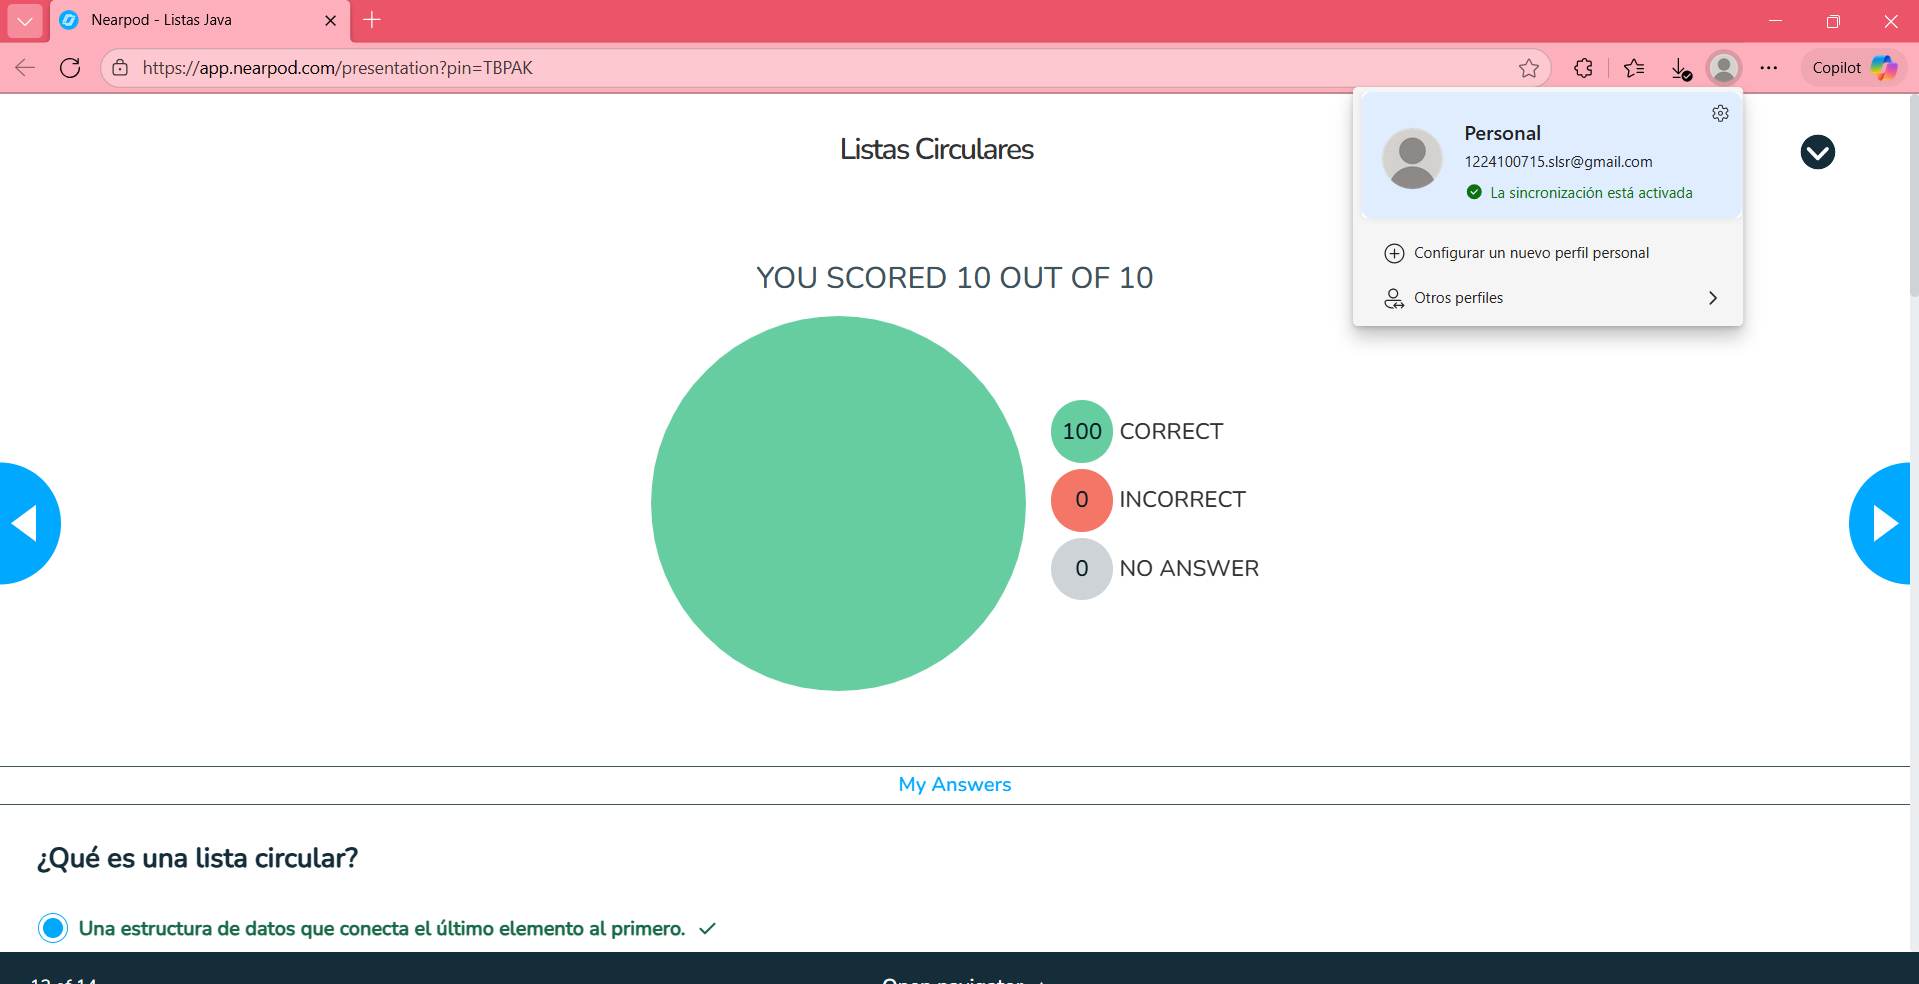 Nearpod - Listas Java
https://app.nearpod.com/presentation?pin=TBPAK
Copilot
Personal
1224100715.slsr@gmail.com
La sincronización está activada
Configurar un nuevo perfil personal
Otros perfiles
Listas Circulares
YOU SCORED 10 OUT OF 10
100 CORRECT
0 INCORRECT
0 NO ANSWER
My Answers
¿Qué es una lista circular?
Una estructura de datos que conecta el último elemento al primero.
Open navigator